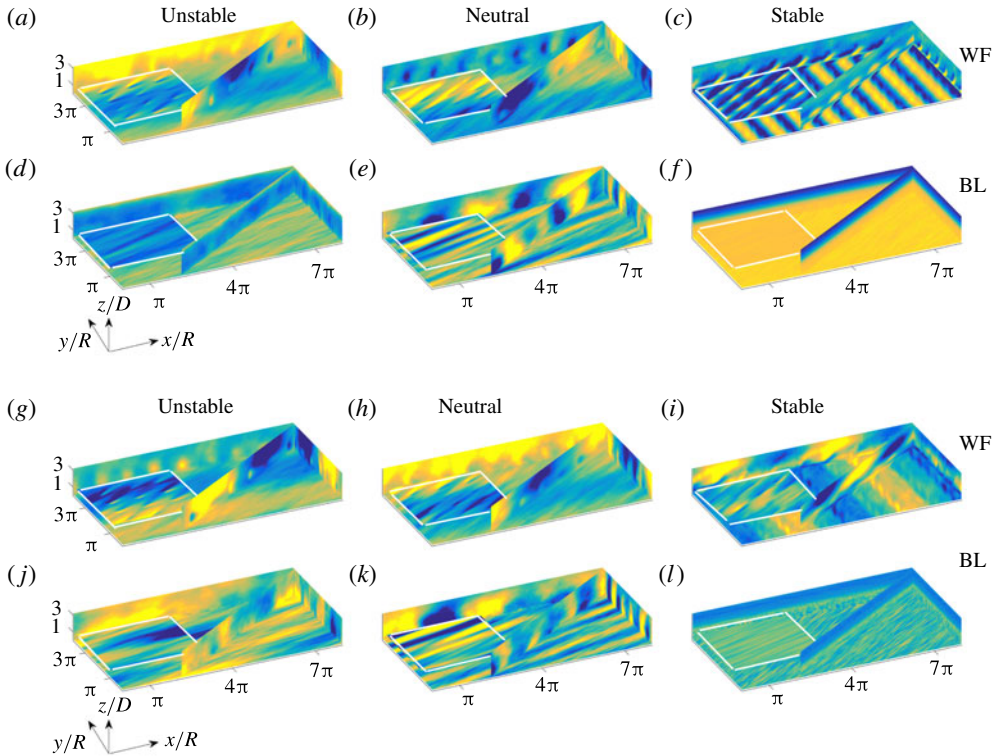 (a) Unstable (b) Neutral (c) Stable
WF
3
1
3π
π
(d) (e) (f)
BL
3
1
3π
π π 4π 7π
π 4π 7π
π 4π 7π
z/D
y/R x/R
(g) Unstable (h) Neutral (i) Stable
WF
3
1
3π
π
(j) (k) (l)
BL
3
1
3π
π π 4π 7π
π 4π 7π
π 4π 7π
z/D
y/R x/R